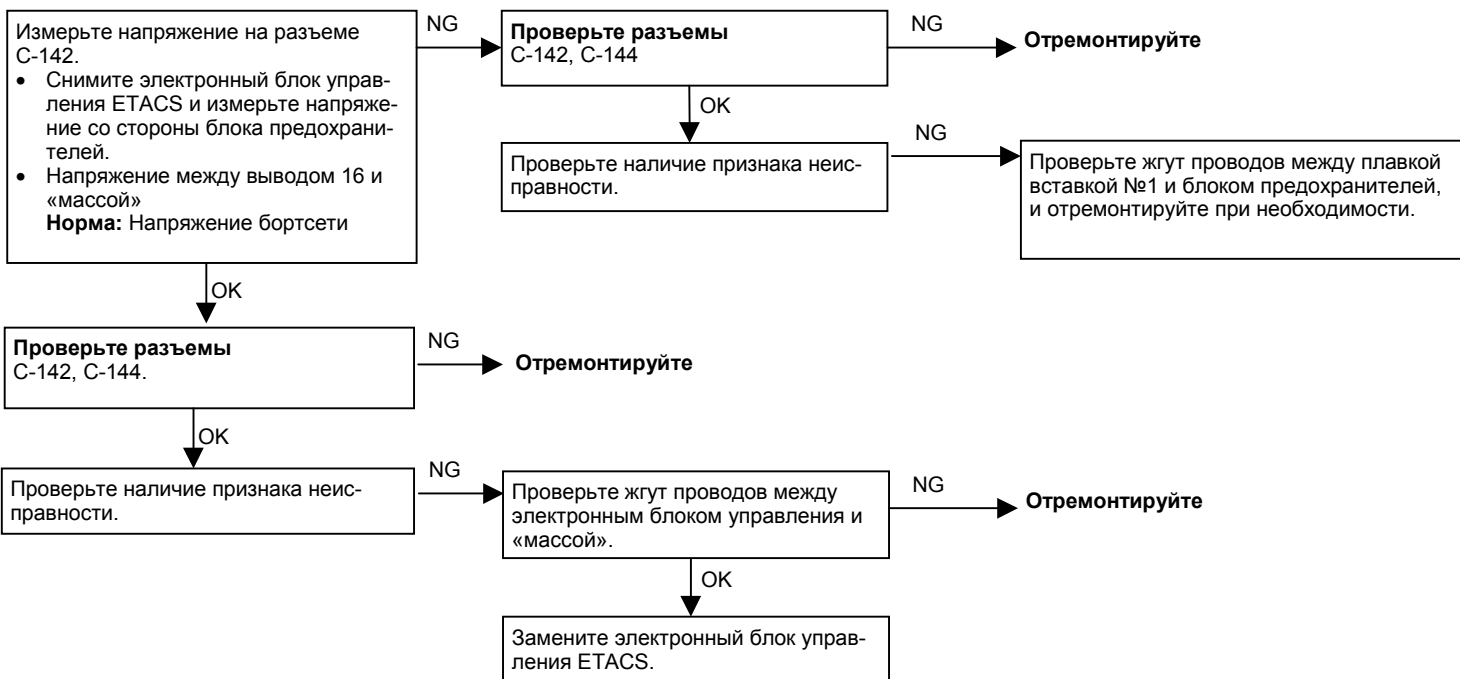 Измерьте напряжение на разъеме
С-142.
• Снимите электронный блок управ-
ления ETACS и измерьте напряже-
ние со стороны блока предохрани-
телей.
• Напряжение между выводом 16 и
«массой»
Норма: Напряжение бортсети
NG
Проверьте разъемы
С-142, С-144
NG
Отремонтируйте
OK
Проверьте наличие признака неис-
правности.
NG
Проверьте жгут проводов между плавкой
вставкой №1 и блоком предохранителей,
и отремонтируйте при необходимости.
OK
Проверьте разъемы
С-142, С-144.
NG
Отремонтируйте
OK
Проверьте наличие признака неис-
правности.
NG
Проверьте жгут проводов между
электронным блоком управления и
«массой».
NG
Отремонтируйте
OK
Замените электронный блок управ-
ления ETACS.